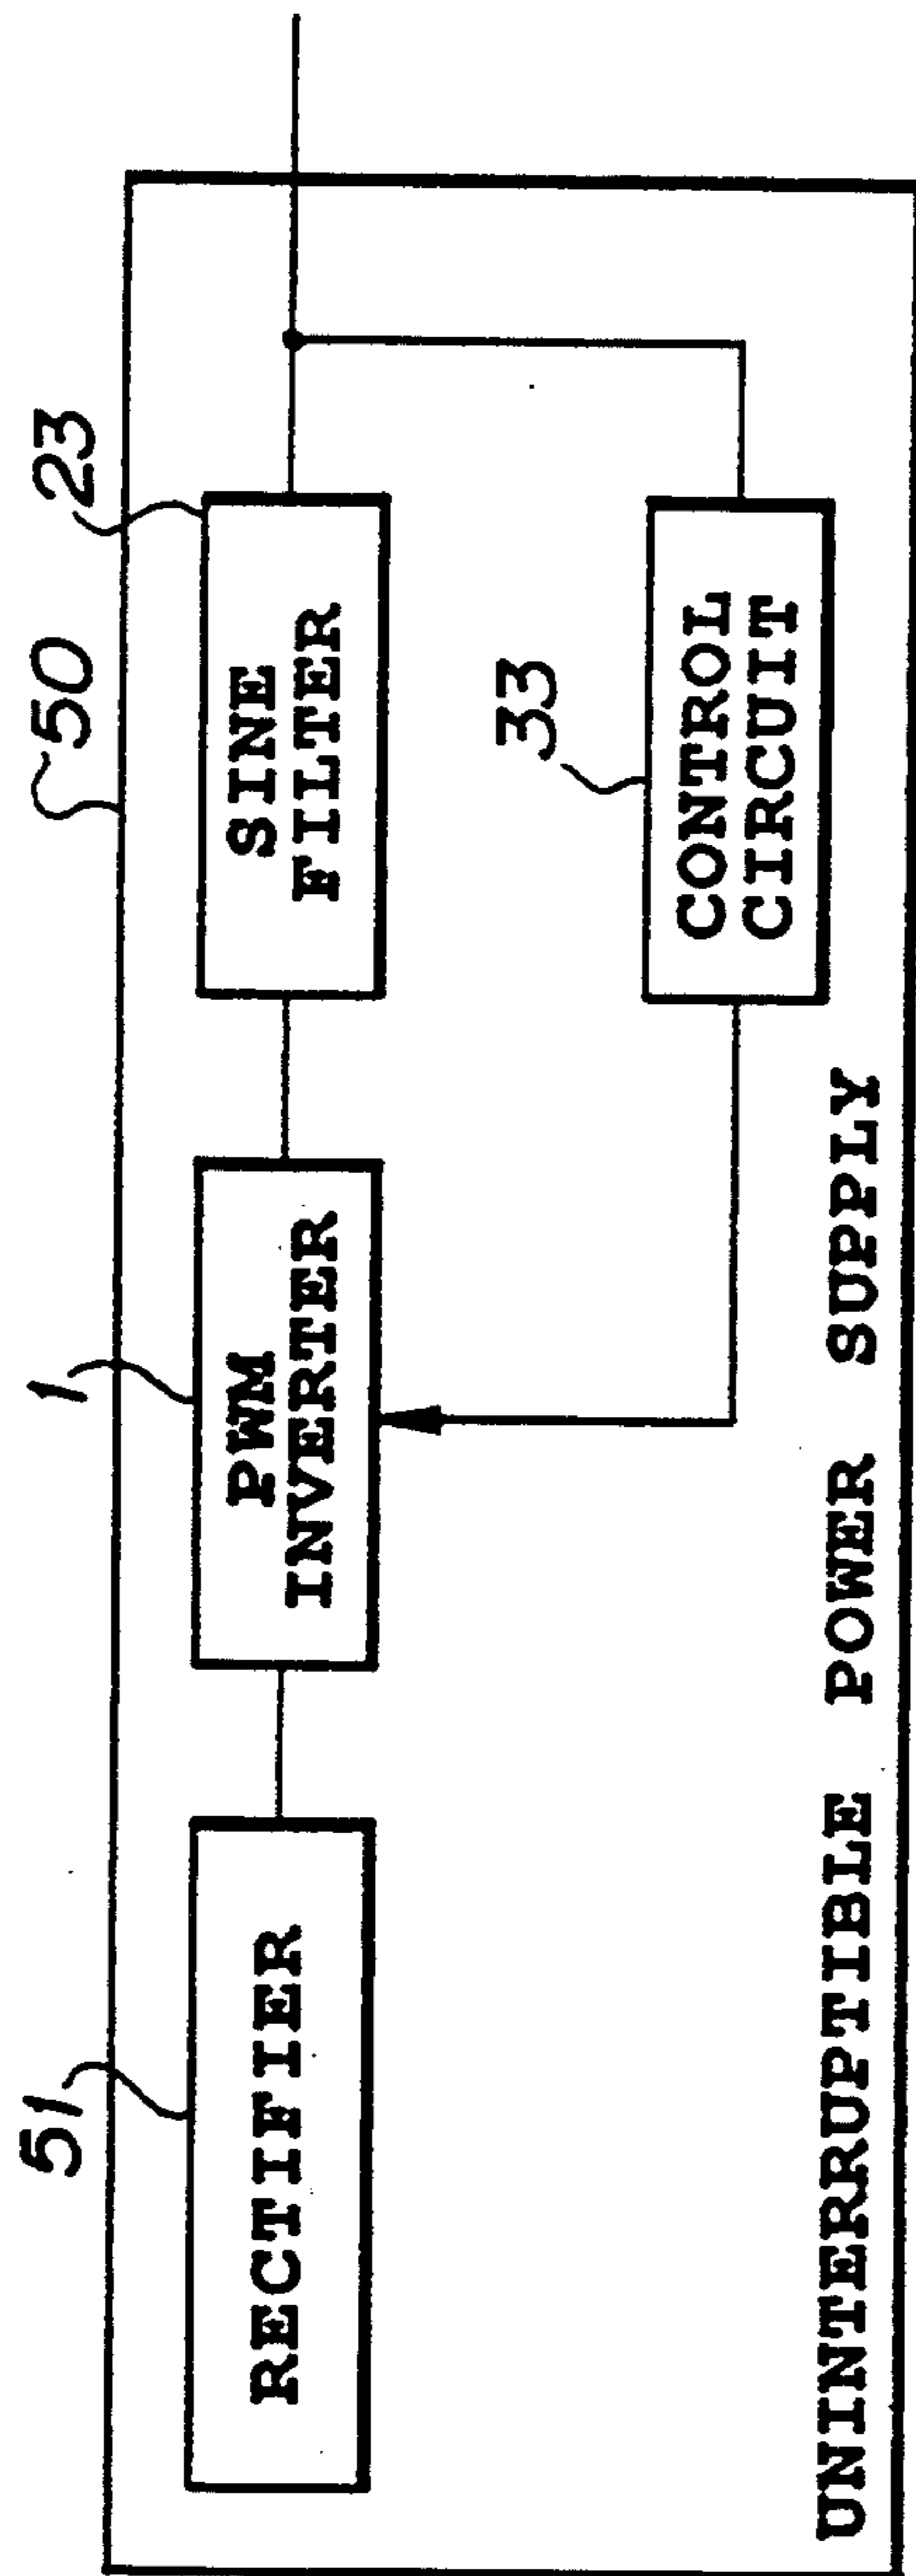 50
51
RECTIFIER
1
PWM
INVERTER
23
SINE
FILTER
33
CONTROL
CIRCUIT
UNINTERRUPTIBLE POWER SUPPLY